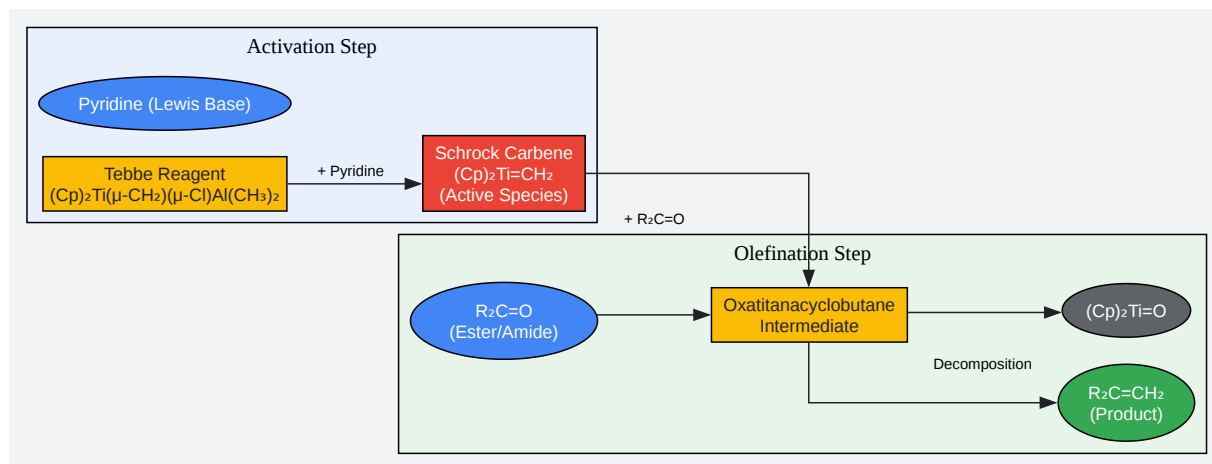 Activation Step
Pyridine (Lewis Base)
Tebbe Reagent
(Cp)₂Ti(μ-CH₂)(μ-Cl)Al(CH₃)₂
+ Pyridine
Schrock Carbene
(Cp)₂Ti=CH₂
(Active Species)
+ R₂C=O
Olefination Step
R₂C=O
(Ester/Amide)
Oxatitanacyclobutane
Intermediate
(Cp)₂Ti=O
Decomposition
R₂C=CH₂
(Product)